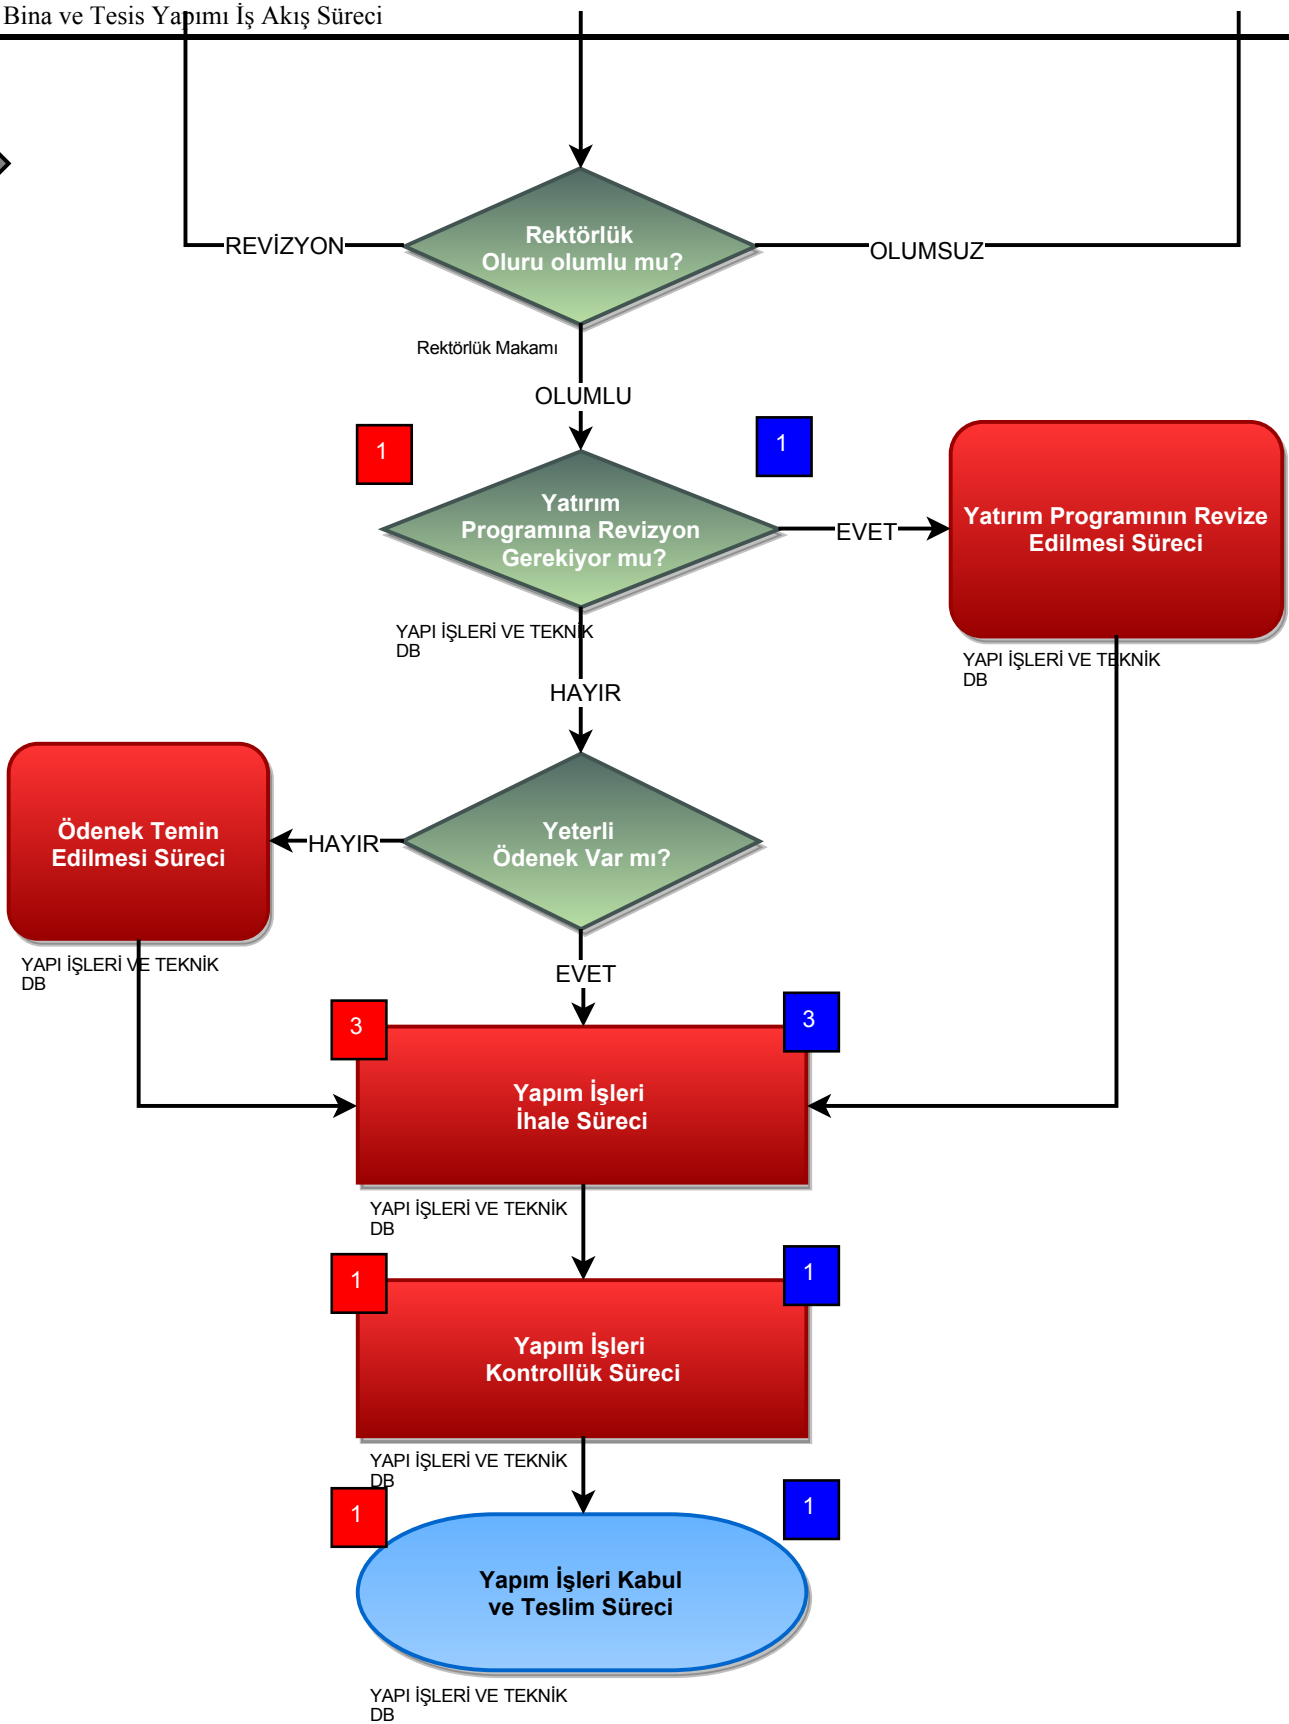 Bina ve Tesis Yapımı İş Akış Süreci
Rektörlük
Oluru olumlu mu?
REVİZYON
OLUMSUZ
Rektörlük Makamı
OLUMLU
1
1
Yatırım
Programına Revizyon
Gerekiyor mu?
EVET
Yatırım Programının Revize
Edilmesi Süreci
YAPI İŞLERİ VE TEKNİK
DB
YAPI İŞLERİ VE TEKNİK
DB
HAYIR
Yeterli
Ödenek Var mı?
HAYIR
Ödenek Temin
Edilmesi Süreci
YAPI İŞLERİ VE TEKNİK
DB
EVET
3
3
Yapım İşleri
İhale Süreci
YAPI İŞLERİ VE TEKNİK
DB
1
1
Yapım İşleri
Kontrollük Süreci
YAPI İŞLERİ VE TEKNİK
DB
1
1
Yapım İşleri Kabul
ve Teslim Süreci
YAPI İŞLERİ VE TEKNİK
DB